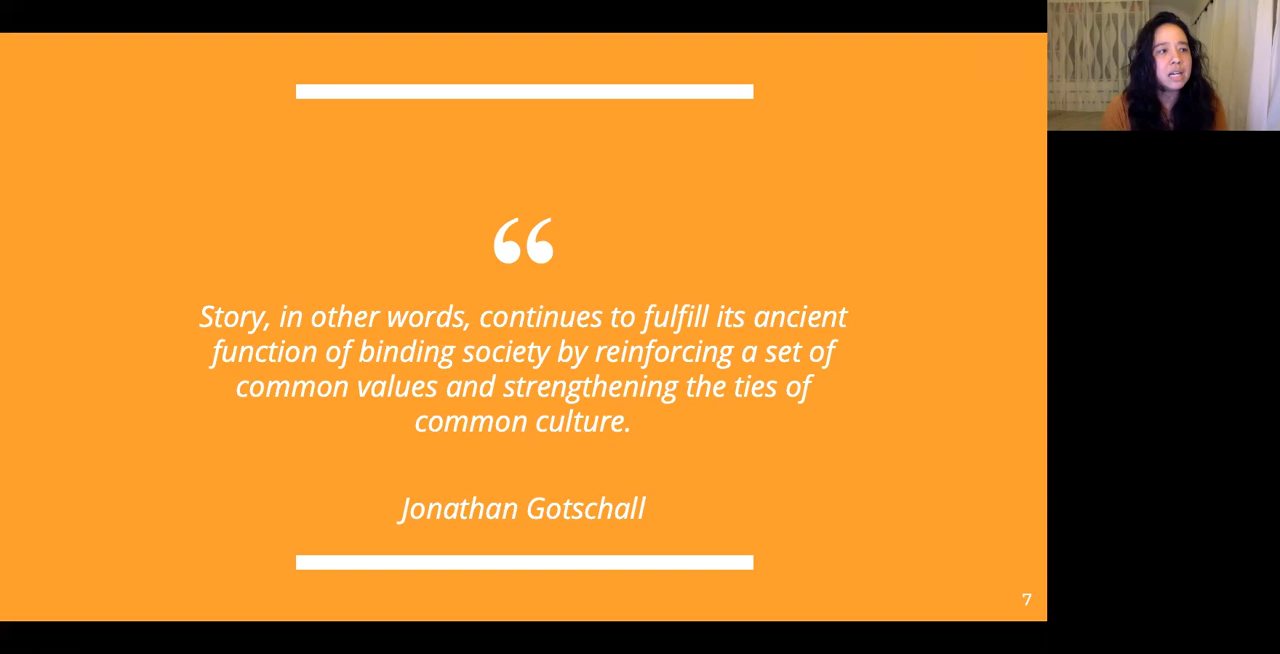 “
Story, in other words, continues to fulfill its ancient
function of binding society by reinforcing a set of
common values and strengthening the ties of
common culture.
Jonathan Gotschall
7